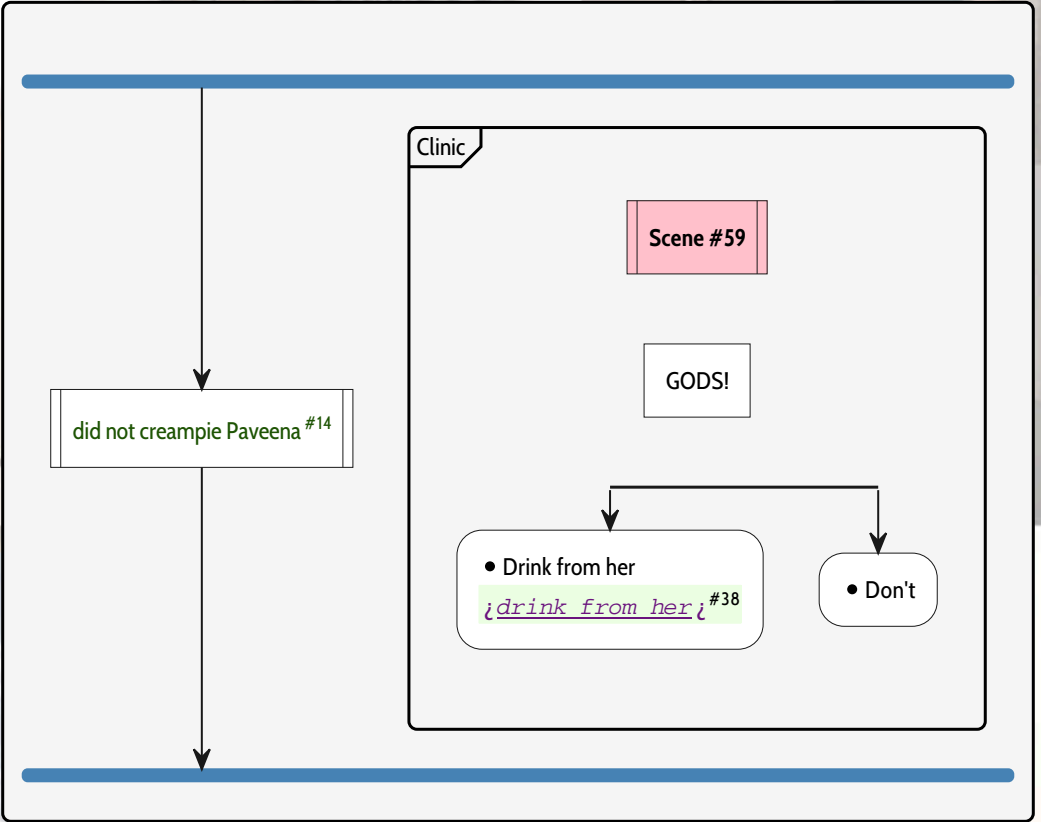 Clinic
Scene #59
GODS!
did not creampie Paveena #14
• Drink from her
¿drink from her¿#38
• Don't